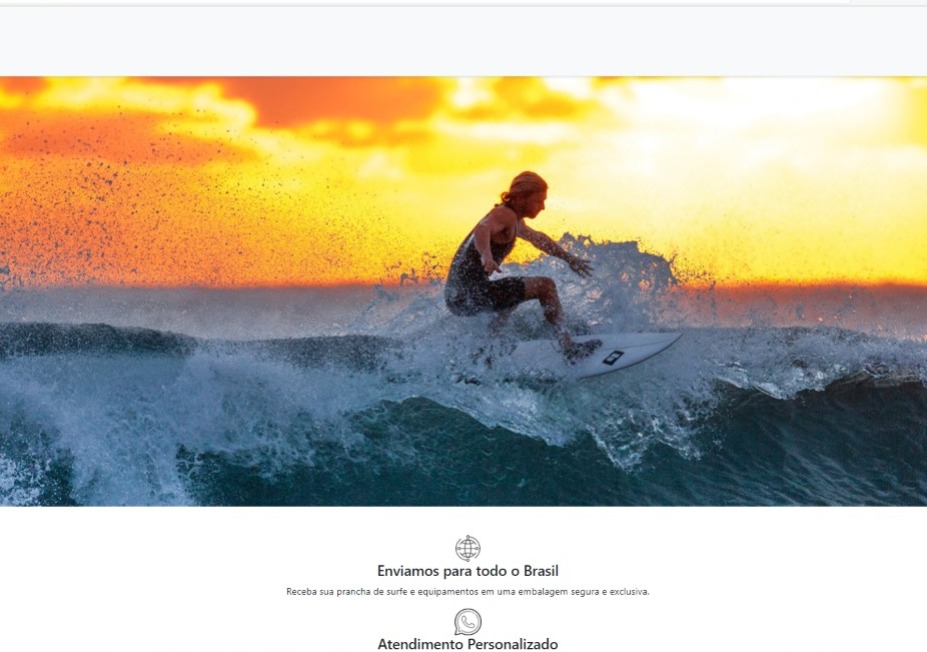 Enviamos para todo o Brasil
Receba sua prancha de surfe e equipamentos em uma embalagem segura e exclusiva.
Atendimento Personalizado